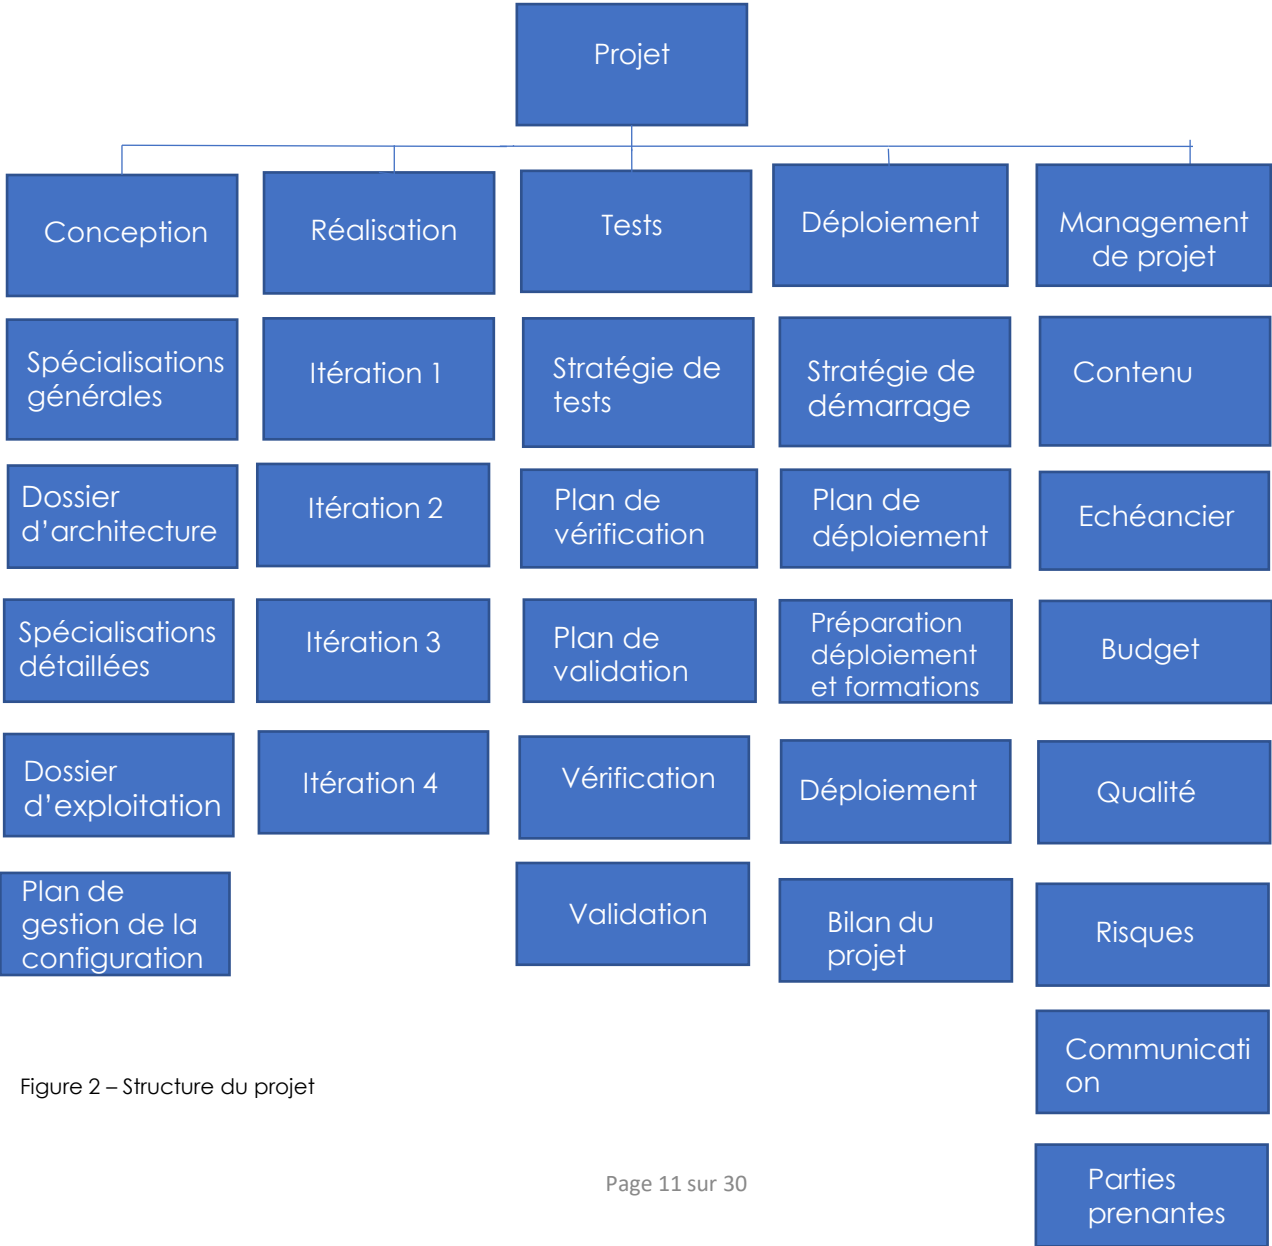 Projet
Conception
Réalisation
Tests
Déploiement
Management
de projet
Spécialisations
générales
Itération 1
Stratégie de
tests
Stratégie de
démarrage
Contenu
Dossier
d’architecture
Itération 2
Plan de
vérification
Plan de
déploiement
Echéancier
Spécialisations
détaillées
Itération 3
Plan de
validation
Préparation
déploiement
et formations
Budget
Dossier
d’exploitation
Itération 4
Vérification
Déploiement
Qualité
Plan de
gestion de la
configuration
Validation
Bilan du
projet
Risques
Communicati
on
Figure 2 – Structure du projet
Parties
prenantes
Page 11 sur 30